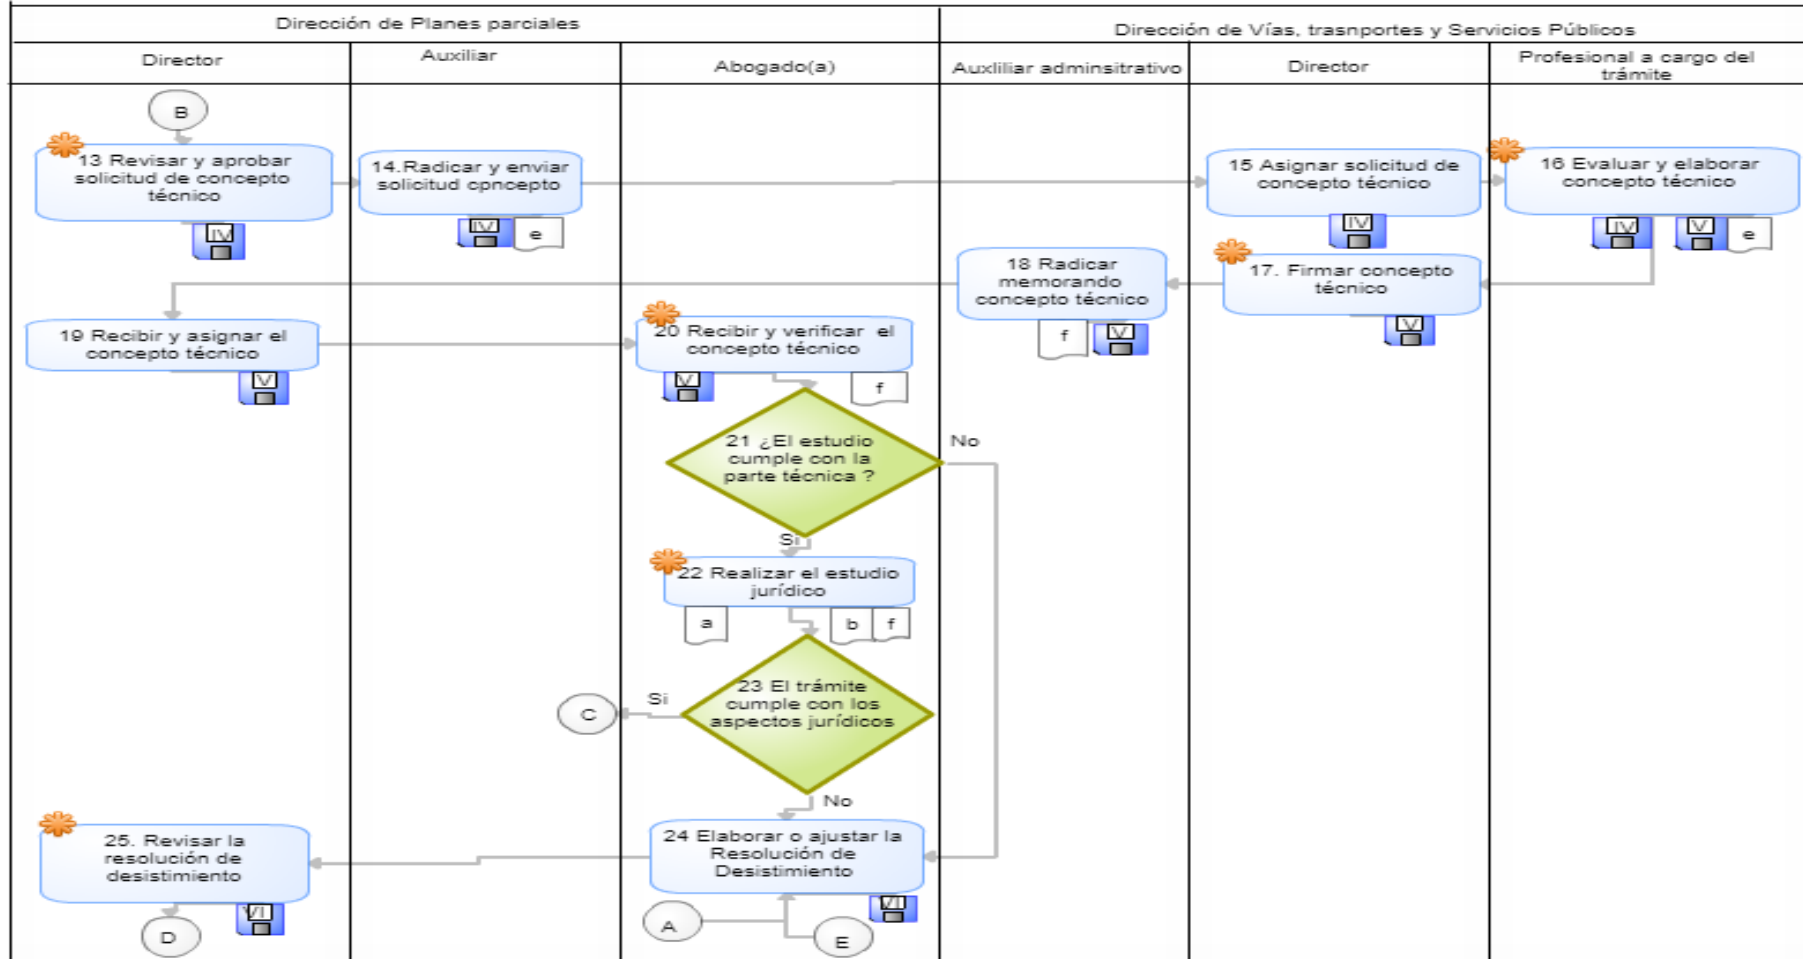 Dirección de Planes parciales
Dirección de Vías, trasnportes y Servicios Públicos
Director
Auxiliar
Abogado(a)
Auxliliar adminsitrativo
Director
Profesional a cargo del
trámite
B
13 Revisar y aprobar
solicitud de concepto
técnico
IV
14.Radicar y enviar
solicitud cpncepto
IV
e
15 Asignar solicitud de
concepto técnico
IV
16 Evaluar y elaborar
concepto técnico
IV
V
e
17. Firmar concepto
técnico
V
18 Radicar
memorando
concepto técnico
f
V
19 Recibir y asignar el
concepto técnico
V
20 Recibir y verificar el
concepto técnico
V
f
21 ¿El estudio
cumple con la
parte técnica ?
No
Si
22 Realizar el estudio
jurídico
a
b
f
23 El trámite
cumple con los
aspectos jurídicos
Si
C
No
24 Elaborar o ajustar la
Resolución de
Desistimiento
VI
A
E
25. Revisar la
resolución de
desistimiento
VI
D